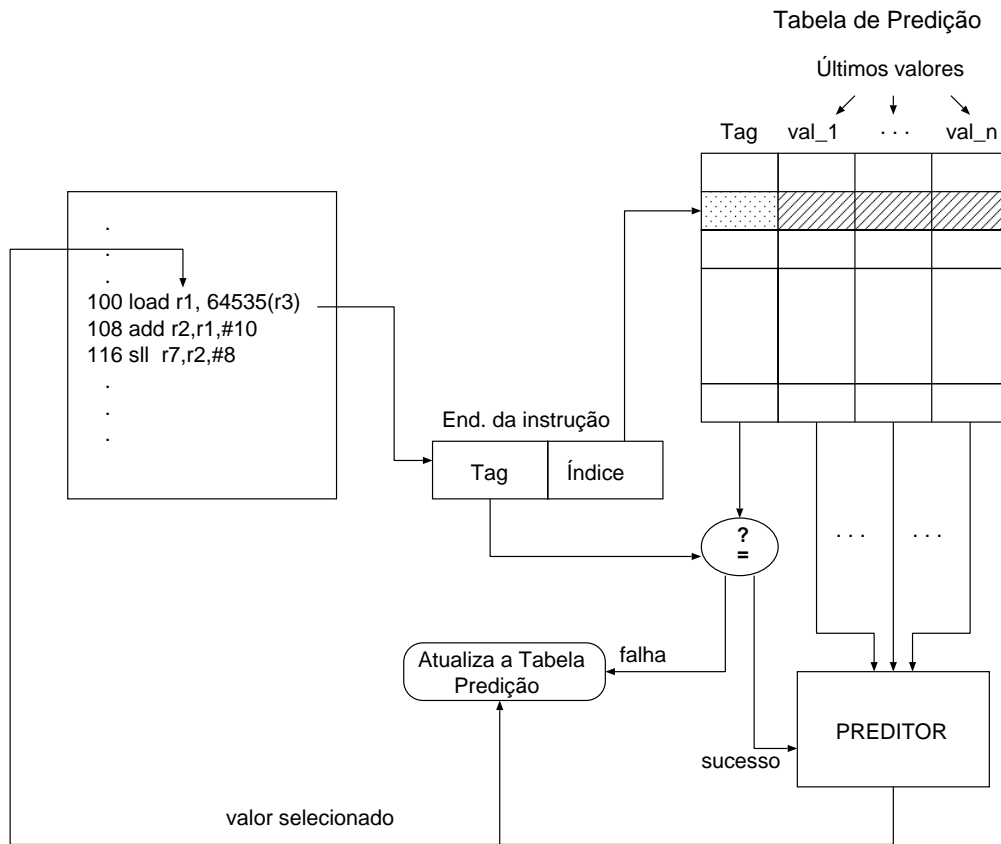 Tabela de Predição
Últimos valores
Tag val_1 . . . val_n
.
.
.
100 load r1, 64535(r3)
108 add r2,r1,#10
116 sll r7,r2,#8
.
.
.
End. da instrução
Tag Índice
?
=
. . . . . .
Atualiza a Tabela
Predição
falha
PREDITOR
sucesso
valor selecionado